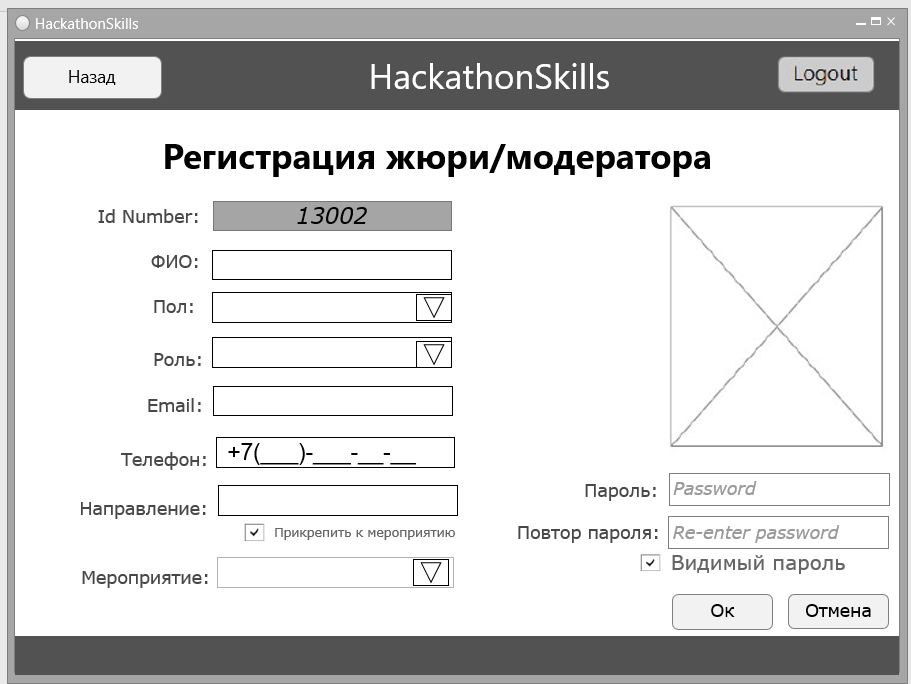 HackathonSkills
Назад
HackathonSkills
Logout
Регистрация жюри/модератора
Id Number: 13002
ФИО:
Пол:
Роль:
Email:
Телефон: +7(___)-___-__-__
Направление:
Прикрепить к мероприятию
Мероприятие:
Пароль: Password
Повтор пароля: Re-enter password
Видимый пароль
Ок
Отмена